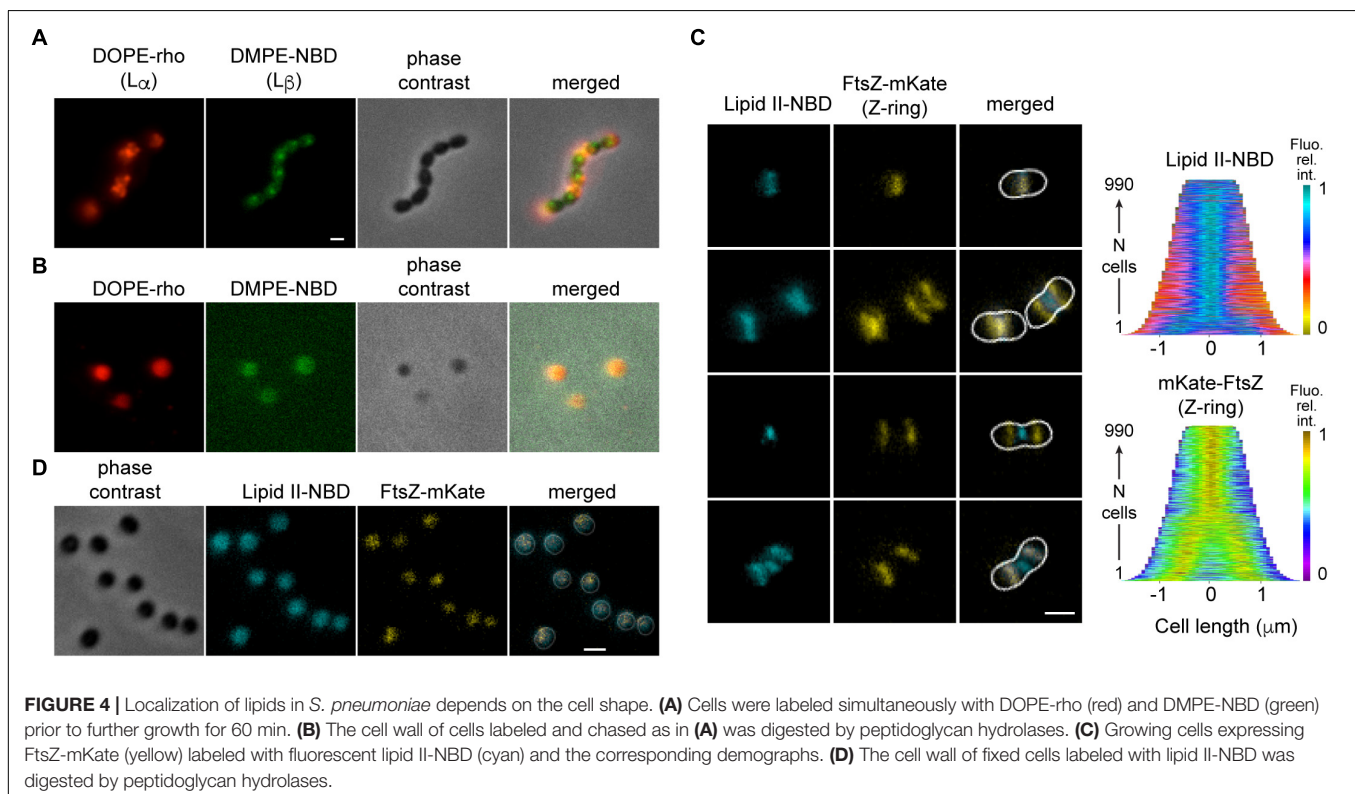 A
DOPE-rho
(Lα)
DMPE-NBD
(Lβ)
phase
contrast
merged
B
DOPE-rho
DMPE-NBD
phase
contrast
merged
D
phase
contrast
Lipid II-NBD
FtsZ-mKate
merged
C
Lipid II-NBD
FtsZ-mKate
(Z-ring)
merged
Lipid II-NBD
Fluo.
rel.
int.
990
N
cells
1
1
0
-1 0 1
mKate-FtsZ
(Z-ring)
Fluo.
rel.
int.
990
N
cells
1
1
0
-1 0 1
Cell length (μm)
FIGURE 4 | Localization of lipids in S. pneumoniae depends on the cell shape. (A) Cells were labeled simultaneously with DOPE-rho (red) and DMPE-NBD (green)
prior to further growth for 60 min. (B) The cell wall of cells labeled and chased as in (A) was digested by peptidoglycan hydrolases. (C) Growing cells expressing
FtsZ-mKate (yellow) labeled with fluorescent lipid II-NBD (cyan) and the corresponding demographs. (D) The cell wall of fixed cells labeled with lipid II-NBD was
digested by peptidoglycan hydrolases.